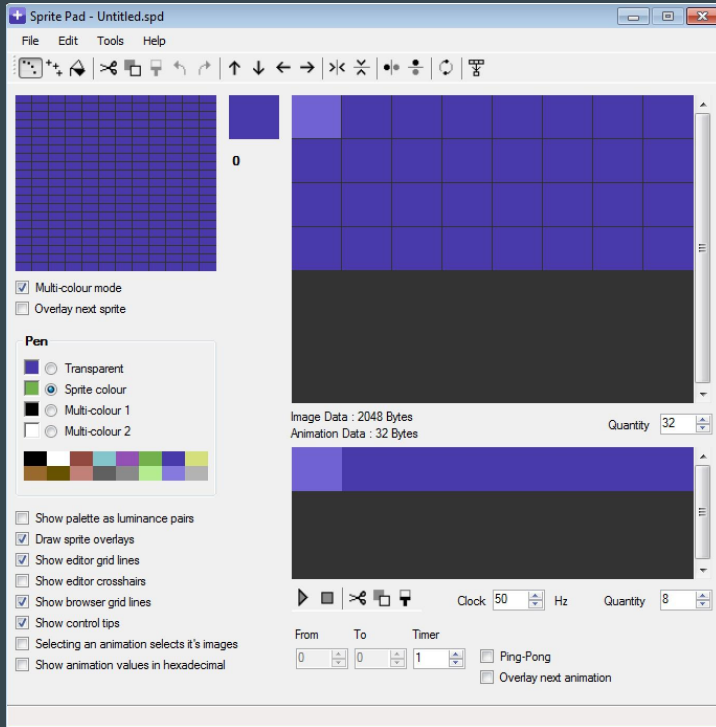 Sprite Pad - Untitled.spd
File Edit Tools Help
0
Multi-colour mode
Overlay next sprite
Pen
Transparent
Sprite colour
Multi-colour 1
Multi-colour 2
Image Data : 2048 Bytes
Animation Data : 32 Bytes
Quantity 32
Show palette as luminance pairs
Draw sprite overlays
Show editor grid lines
Show editor crosshairs
Show browser grid lines
Show control tips
Selecting an animation selects it's images
Show animation values in hexadecimal
Clock 50 Hz Quantity 8
From To Timer
0 0 1
Ping-Pong
Overlay next animation